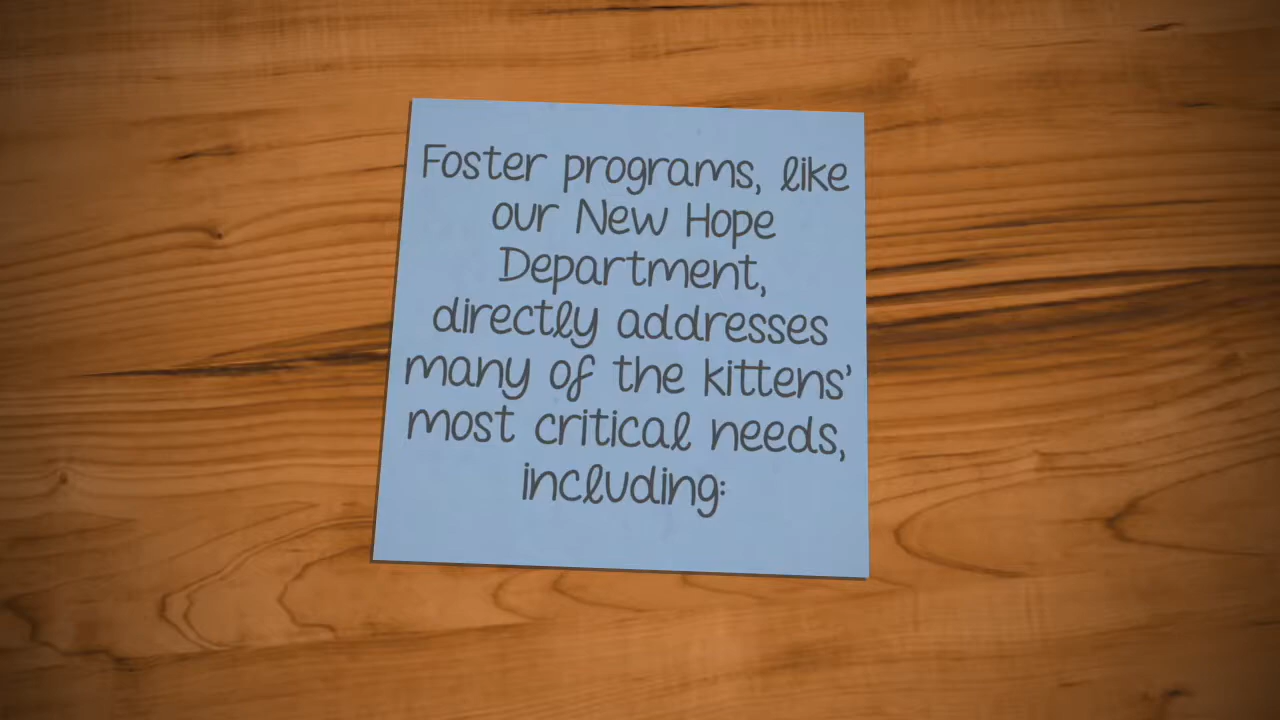 Foster programs, like
our New Hope
Department,
directly addresses
many of the kittens'
most critical needs,
including: